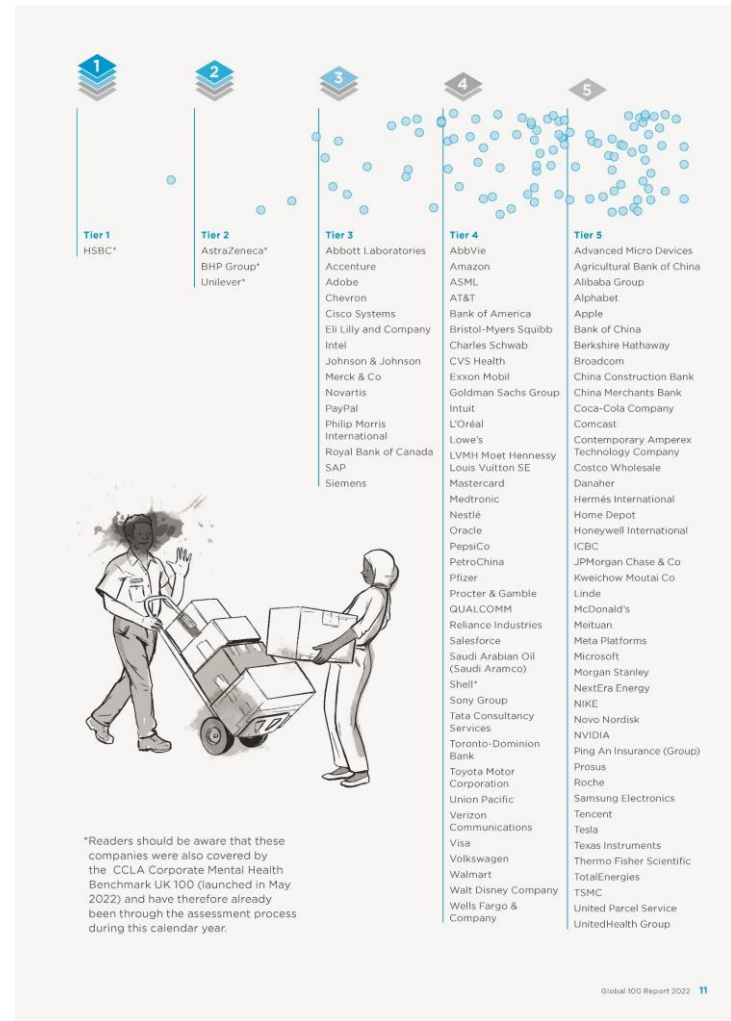 1
2
3
4
5
Tier 1
HSBC*
Tier 2
AstraZeneca*
BHP Group*
Unilever*
Tier 3
Abbott Laboratories
Accenture
Adobe
Chevron
Cisco Systems
Eli Lilly and Company
Intel
Johnson & Johnson
Merck & Co
Novartis
PayPal
Philip Morris
International
Royal Bank of Canada
SAP
Siemens
Tier 4
AbbVie
Amazon
ASML
AT&T
Bank of America
Bristol-Myers Squibb
Charles Schwab
CVS Health
Exxon Mobil
Goldman Sachs Group
Intuit
L'Oréal
Lowe's
LVMH Moet Hennessy
Louis Vuitton SE
Mastercard
Medtronic
Nestlé
Oracle
PepsiCo
PetroChina
Pfizer
Procter & Gamble
QUALCOMM
Reliance Industries
Salesforce
Saudi Arabian Oil
(Saudi Aramco)
Shell*
Sony Group
Tata Consultancy
Services
Toronto-Dominion
Bank
Toyota Motor
Corporation
Union Pacific
Verizon
Communications
Visa
Volkswagen
Walmart
Walt Disney Company
Wells Fargo &
Company
Tier 5
Advanced Micro Devices
Agricultural Bank of China
Alibaba Group
Alphabet
Apple
Bank of China
Berkshire Hathaway
Broadcom
China Construction Bank
China Merchants Bank
Coca-Cola Company
Comcast
Contemporary Amperex
Technology Company
Costco Wholesale
Danaher
Hermés International
Home Depot
Honeywell International
ICBC
JPMorgan Chase & Co
Kweichow Moutai Co
Linde
McDonald's
Meituan
Meta Platforms
Microsoft
Morgan Stanley
NextEra Energy
NIKE
Novo Nordisk
NVIDIA
Ping An Insurance (Group)
Prosus
Roche
Samsung Electronics
Tencent
Tesla
Texas Instruments
Thermo Fisher Scientific
TotalEnergies
TSMC
United Parcel Service
UnitedHealth Group
*Readers should be aware that these
companies were also covered by
the CCLA Corporate Mental Health
Benchmark UK 100 (launched in May
2022) and have therefore already
been through the assessment process
during this calendar year.
Global 100 Report 2022 11